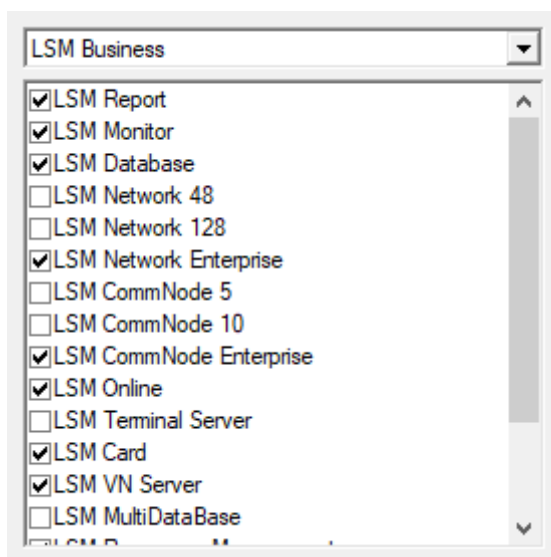 LSM Business
LSM Report
LSM Monitor
LSM Database
LSM Network 48
LSM Network 128
LSM Network Enterprise
LSM CommNode 5
LSM CommNode 10
LSM CommNode Enterprise
LSM Online
LSM Terminal Server
LSM Card
LSM VN Server
LSM MultiDataBase